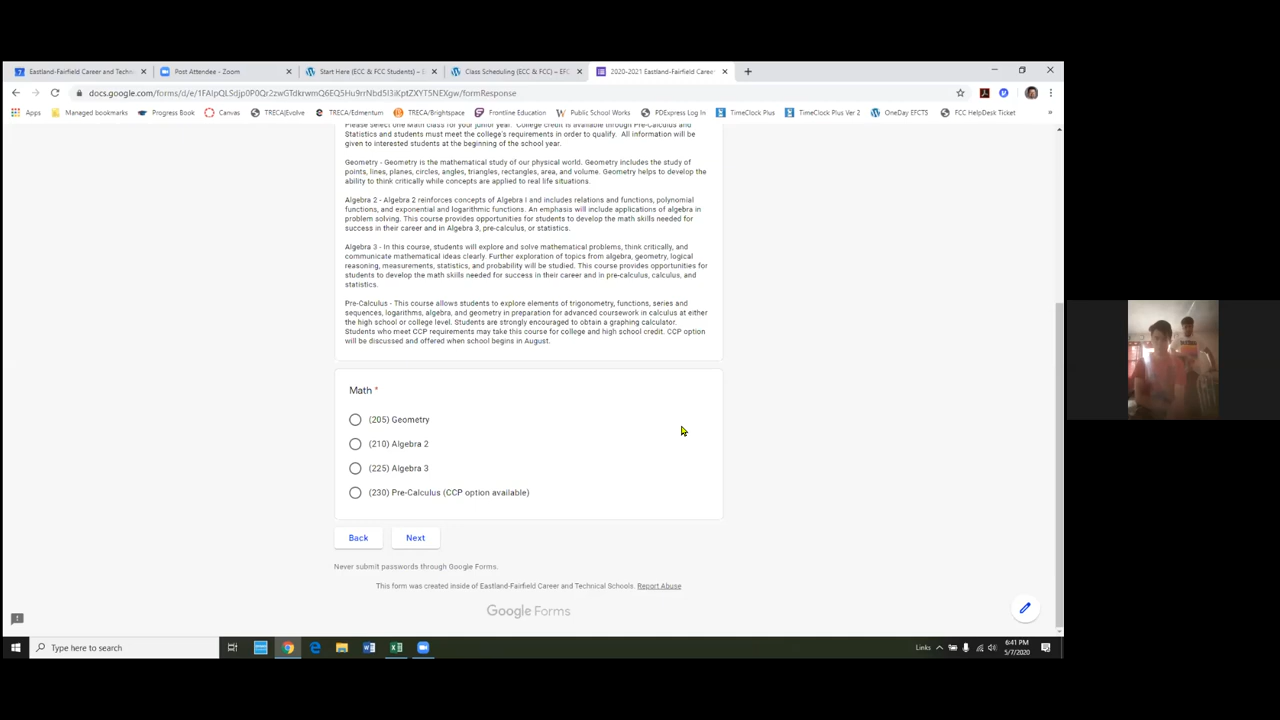 Eastland-Fairfield Career and Techn
Post Attendee - Zoom
Start Here (ECC & FCC Students) –
Class Scheduling (ECC & FCC) – EFC
2020-2021 Eastland-Fairfield Caree
docs.google.com/forms/d/e/
/formResponse
Apps
Managed bookmarks
Progress Book
Canvas
TRECA|Evolve
TRECA/Edmentum
TRECA/Brightspace
Frontline Education
Public School Works
PDExpress Log In
TimeClock Plus
TimeClock Plus Ver 2
OneDay EFCTS
FCC HelpDesk Ticket
Please select one Math class for your junior year. College credit is available through Pre-Calculus and
Statistics and students must meet the college's requirements in order to qualify. All information will be
given to interested students at the beginning of the school year.
Geometry - Geometry is the mathematical study of our physical world. Geometry includes the study of
points, lines, planes, circles, angles, triangles, rectangles, area, and volume. Geometry helps to develop the
ability to think critically while concepts are applied to real life situations.
Algebra 2 - Algebra 2 reinforces concepts of Algebra I and includes relations and functions, polynomial
functions, and exponential and logarithmic functions. An emphasis will include applications of algebra in
problem solving. This course provides opportunities for students to develop the math skills needed for
success in their career and in Algebra 3, pre-calculus, or statistics.
Algebra 3 - In this course, students will explore and solve mathematical problems, think critically, and
communicate mathematical ideas clearly. Further exploration of topics from algebra, geometry, logical
reasoning, measurements, statistics, and probability will be studied. This course provides opportunities for
students to develop the math skills needed for success in their career and in pre-calculus, calculus, and
statistics.
Pre-Calculus - This course allows students to explore elements of trigonometry, functions, series and
sequences, logarithms, algebra, and geometry in preparation for advanced coursework in calculus at either
the high school or college level. Students are strongly encouraged to obtain a graphing calculator.
Students who meet CCP requirements may take this course for college and high school credit. CCP option
will be discussed and offered when school begins in August.
Math *
(205) Geometry
(210) Algebra 2
(225) Algebra 3
(230) Pre-Calculus (CCP option available)
Back
Next
Never submit passwords through Google Forms.
This form was created inside of Eastland-Fairfield Career and Technical Schools. Report Abuse
Google Forms
Type here to search
Links
6:41 PM
5/7/2020